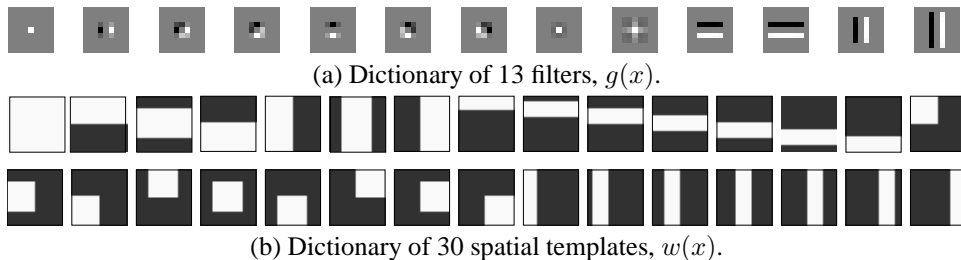 (a) Dictionary of 13 filters, g(x).
(b) Dictionary of 30 spatial templates, w(x).